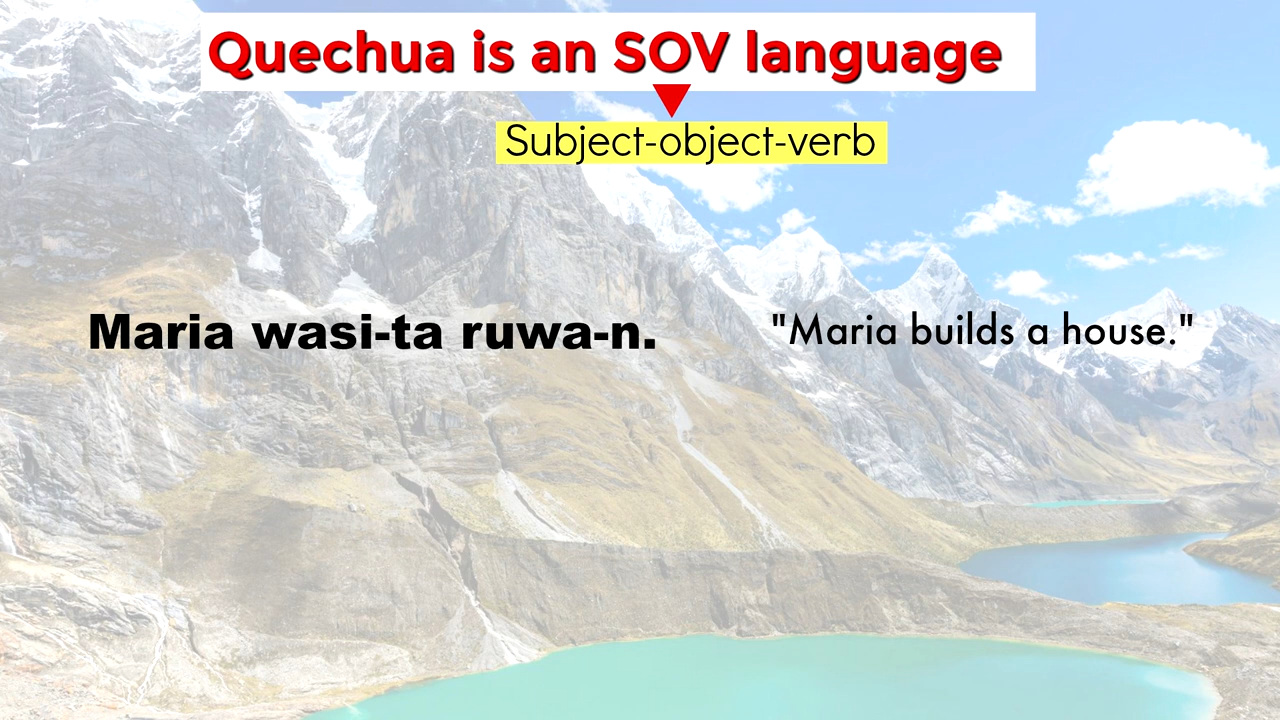 Quechua is an SOV language
Subject-object-verb
Maria wasi-ta ruwa-n. "Maria builds a house."